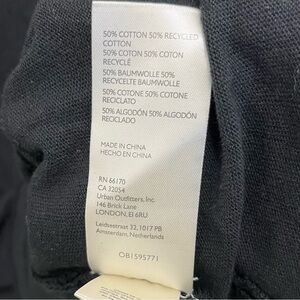 50% COTTON 50% RECYCLED
COTTON
50% COTON 50% COTON
RECYCLÉ
50% BAUMWOLLE 50%
RECYCELTE BAUMWOLLE
50% COTONE 50% COTONE
RICICLATO
50% ALGODÓN 50% ALGODÓN
RECICLADO
MADE IN CHINA
HECHO EN CHINA
RN 66170
CA 32054
Urban Outfitters, Inc.
146 Brick Lane
LONDON, E1 6RU
Leidsestraat 32, 1017 PB
Amsterdam, Netherlands
OB1595771